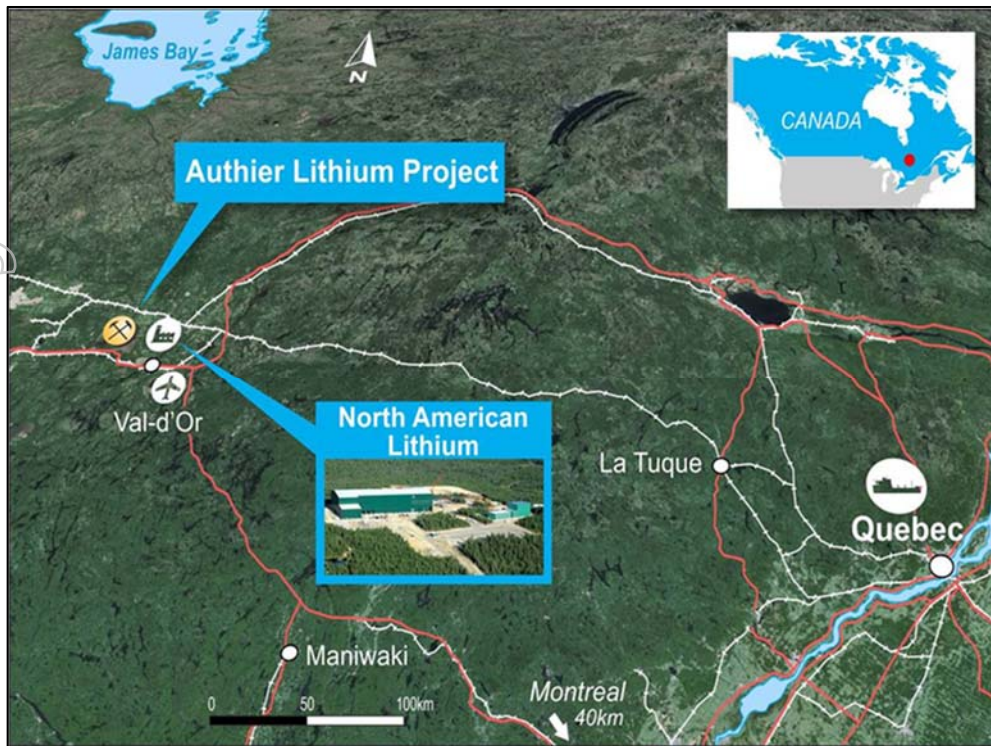 James Bay
N
CANADA
Authier Lithium Project
Val-d'Or
North American
Lithium
La Tuque
Quebec
Maniwaki
Montreal
40km
0 50 100km